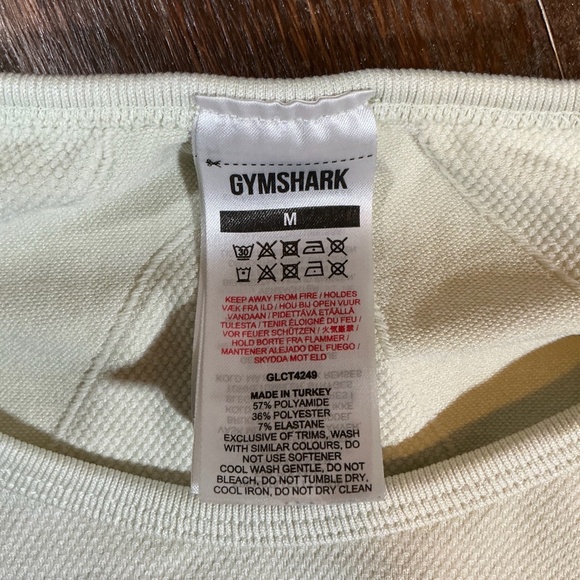 GYMSHARK
M
30
KEEP AWAY FROM FIRE / HOLDES
VÆK FRA ILD / HOU BIJ OPEN VUUR
VANDAAN / PIDETTÄVÄ ETÄÄLLÄ
TULESTA / TENIR ÉLOIGNÉ DU FEU /
VOR FEUER SCHÜTZEN / 火気厳禁 /
HOLD BORTE FRA FLAMMER /
MANTENER ALEJADO DEL FUEGO /
SKYDDA MOT ELD
GLCT4249
MADE IN TURKEY
57% POLYAMIDE
36% POLYESTER
7% ELASTANE
EXCLUSIVE OF TRIMS, WASH
WITH SIMILAR COLOURS, DO
NOT USE SOFTENER
COOL WASH GENTLE, DO NOT
BLEACH, DO NOT TUMBLE DRY,
COOL IRON, DO NOT DRY CLEAN